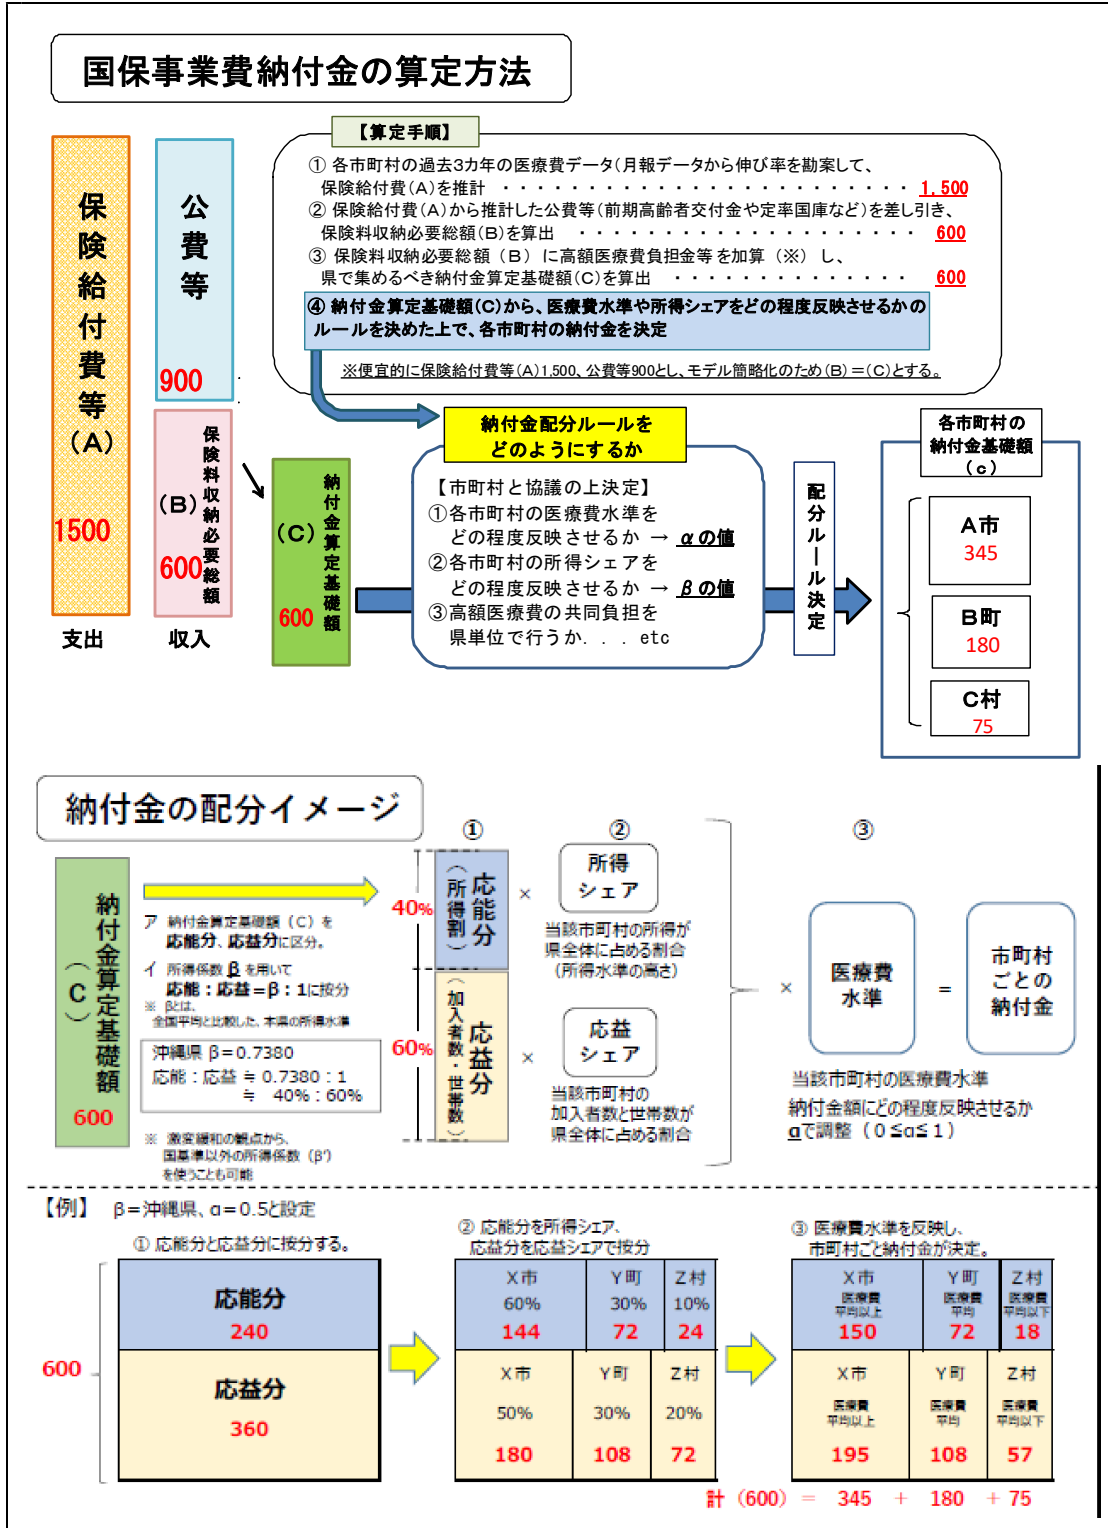 国保事業費納付金の算定方法
【算定手順】
① 各市町村の過去3カ年の医療費データ(月報データから伸び率を勘案して、
保険給付費(A)を推計 ・・・・・・・・・・・・・・・・・・・・・・・・ 1,500
② 保険給付費(A)から推計した公費等(前期高齢者交付金や定率国庫など)を差し引き、
保険料収納必要総額(B)を算出 ・・・・・・・・・・・・・・・・・・・・ 600
③ 保険料収納必要総額(B)に高額医療費負担金等を加算(※)し、
県で集めるべき納付金算定基礎額(C)を算出 ・・・・・・・・・・・・・・ 600
④ 納付金算定基礎額(C)から、医療費水準や所得シェアをどの程度反映させるかの
ルールを決めた上で、各市町村の納付金を決定
※便宜的に保険給付費等(A)1,500、公費等900とし、モデル簡略化のため(B)=(C)とする。
保険給付費等(A)
1500
支出
公費等
900
保険料収納必要総額
(B)
600
収入
納付金算定基礎額
(C)
600
納付金配分ルールを
どのようにするか
【市町村と協議の上決定】
①各市町村の医療費水準を
どの程度反映させるか → αの値
②各市町村の所得シェアを
どの程度反映させるか → βの値
③高額医療費の共同負担を
県単位で行うか...etc
配分ルール決定
各市町村の
納付金基礎額
(c)
A市
345
B町
180
C村
75
納付金の配分イメージ
① ② ③
納付金算定基礎額(C)
600
ア 納付金算定基礎額(C)を
応能分、応益分に区分。
イ 所得係数βを用いて
応能:応益=β:1に按分
※ βとは、
全国平均と比較した、本県の所得水準
沖縄県 β=0.7380
応能:応益 ≒ 0.7380:1
≒ 40%:60%
※ 激変緩和の観点から、
国基準以外の所得係数(β')
を使うことも可能
40%
応能分
(所得割)
×
所得
シェア
当該市町村の所得が
県全体に占める割合
(所得水準の高さ)
60%
応益分
(加入者数・世帯数)
×
応益
シェア
当該市町村の
加入者数と世帯数が
県全体に占める割合
×
医療費
水準
=
市町村
ごとの
納付金
当該市町村の医療費水準
納付金額にどの程度反映させるか
αで調整(0≦α≦1)
【例】 β=沖縄県、α=0.5と設定
① 応能分と応益分に按分する。
600
応能分
240
応益分
360
② 応能分を所得シェア、
応益分を応益シェアで按分
X市 Y町 Z村
60% 30% 10%
144 72 24
X市 Y町 Z村
50% 30% 20%
180 108 72
③ 医療費水準を反映し、
市町村ごと納付金が決定。
X市 Y町 Z村
医療費 医療費 医療費
平均以上 平均 平均以下
150 72 18
X市 Y町 Z村
医療費 医療費 医療費
平均以上 平均 平均以下
195 108 57
計(600) = 345 + 180 + 75